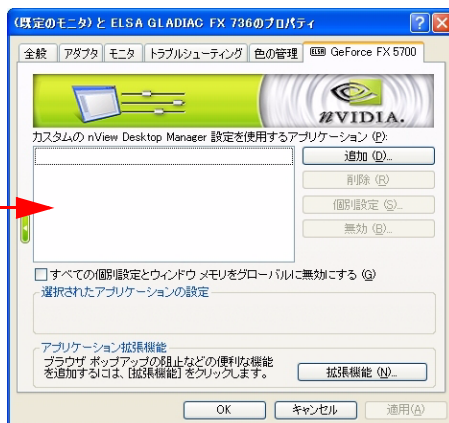 (既定のモニタ) と ELSA GLADIAC FX 736のプロパティ
全般 アダプタ モニタ トラブルシューティング 色の管理 GeForce FX 5700
nVIDIA.
カスタムの nView Desktop Manager 設定を使用するアプリケーション (P):
追加 (D)...
削除 (R)
個別設定 (S)...
無効 (B)...
すべての個別設定とウィンドウ メモリをグローバルに無効にする (G)
選択されたアプリケーションの設定
アプリケーション拡張機能
ブラウザ ポップアップの阻止などの便利な機能
を追加するには、[拡張機能] をクリックします。
拡張機能 (N)...
OK キャンセル 適用(A)